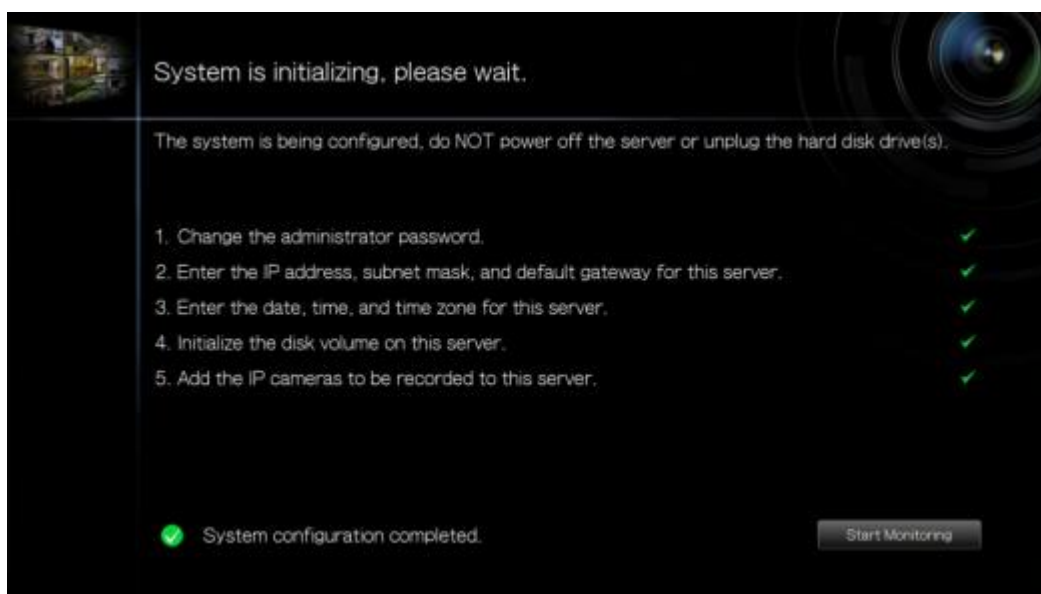 System is initializing, please wait.
The system is being configured, do NOT power off the server or unplug the hard disk drive(s).
1. Change the administrator password.
2. Enter the IP address, subnet mask, and default gateway for this server.
3. Enter the date, time, and time zone for this server.
4. Initialize the disk volume on this server.
5. Add the IP cameras to be recorded to this server.
System configuration completed.
Start Monitoring